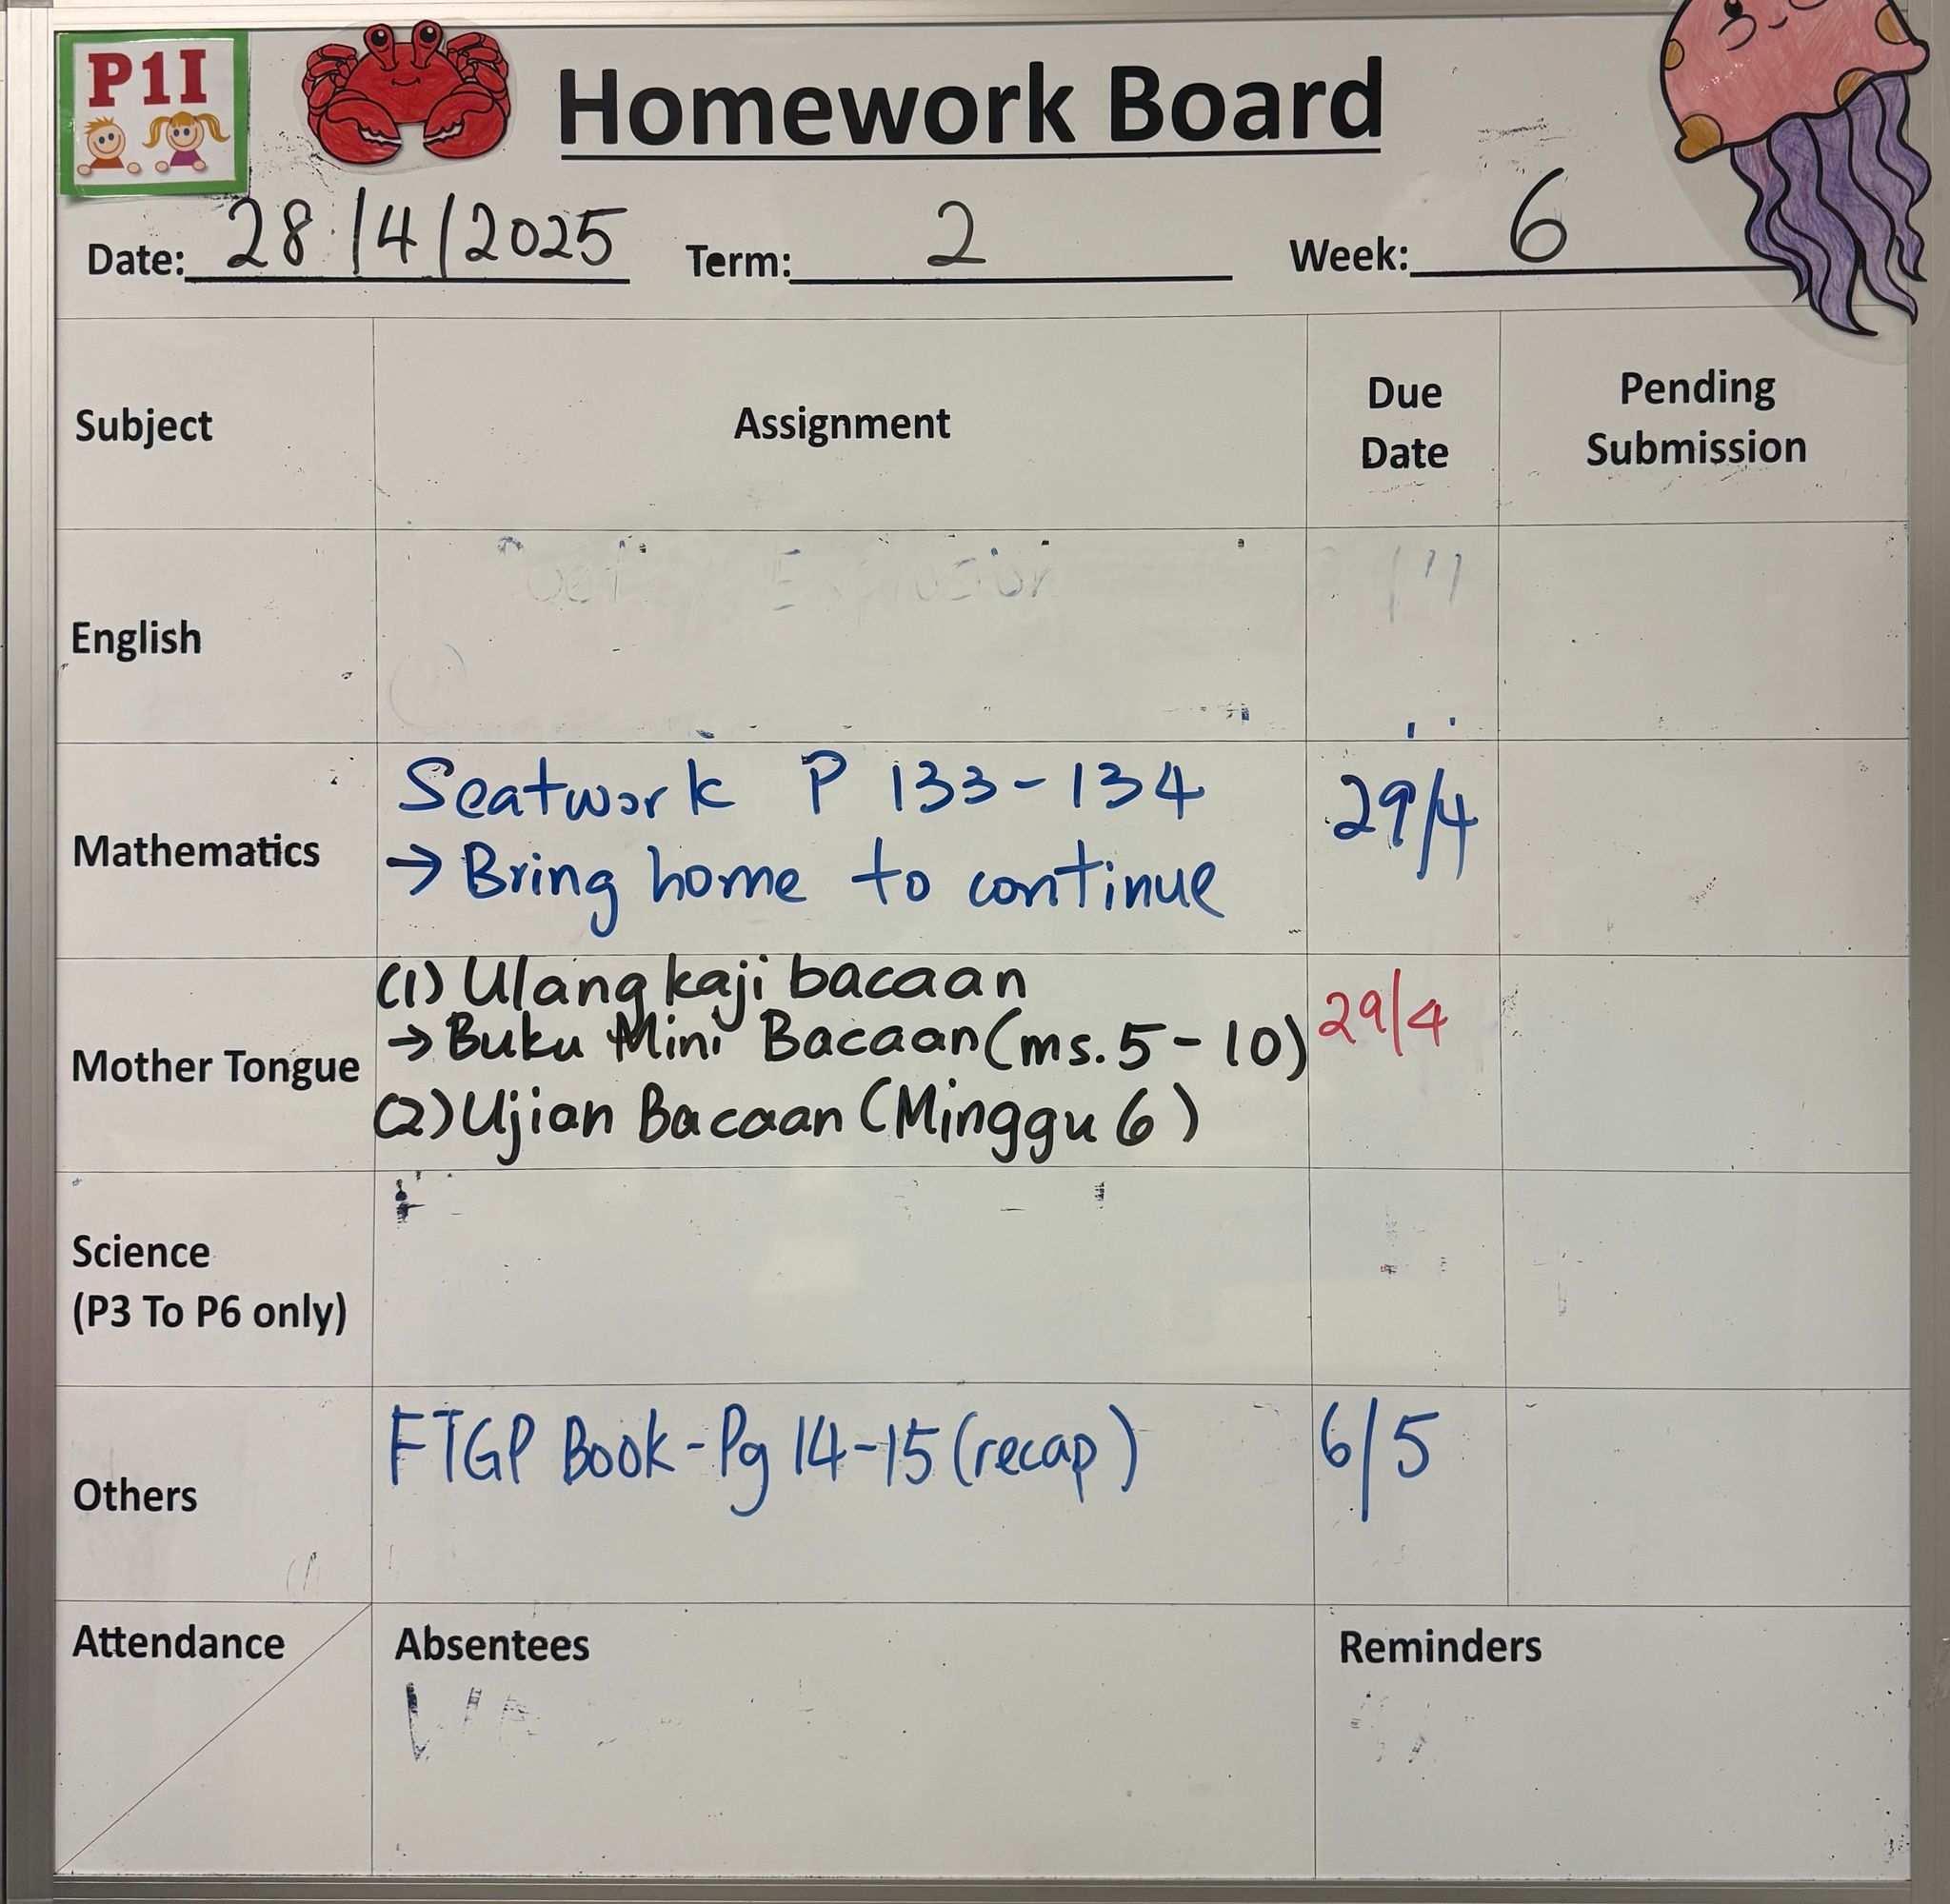 P1I
Homework Board
Date: 28/4/2025 Term: 2 Week: 6
Subject Assignment Due Date Pending Submission
English
Mathematics
Seatwork P 133-134
→ Bring home to continue
29/4
Mother Tongue
(1) Ulang kaji bacaan
→ Buku Mini Bacaan (ms. 5-10)
(2) Ujian Bacaan (Minggu 6)
29/4
Science
(P3 To P6 only)
Others
FTGP Book - Pg 14-15 (recap)
6/5
Attendance Absentees Reminders